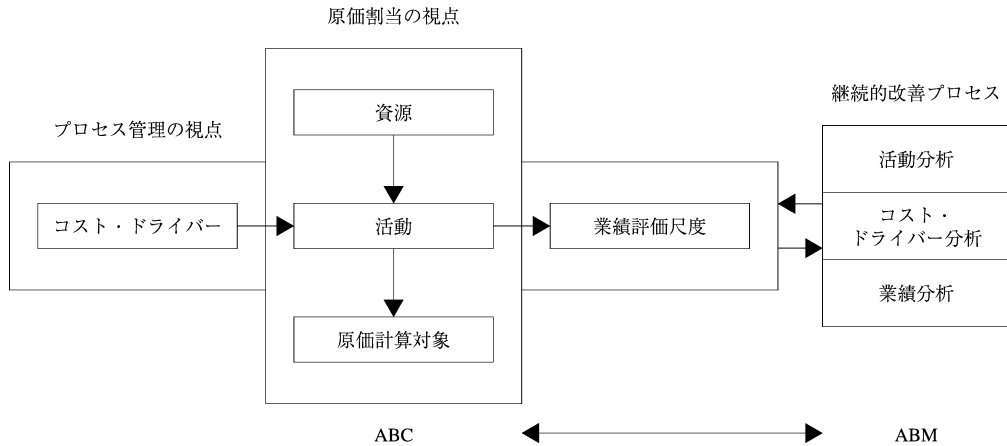 原価割当の視点
プロセス管理の視点
継続的改善プロセス
資源
コスト・ドライバー
活動
業績評価尺度
原価計算対象
活動分析
コスト・
ドライバー分析
業績分析
ABC
ABM